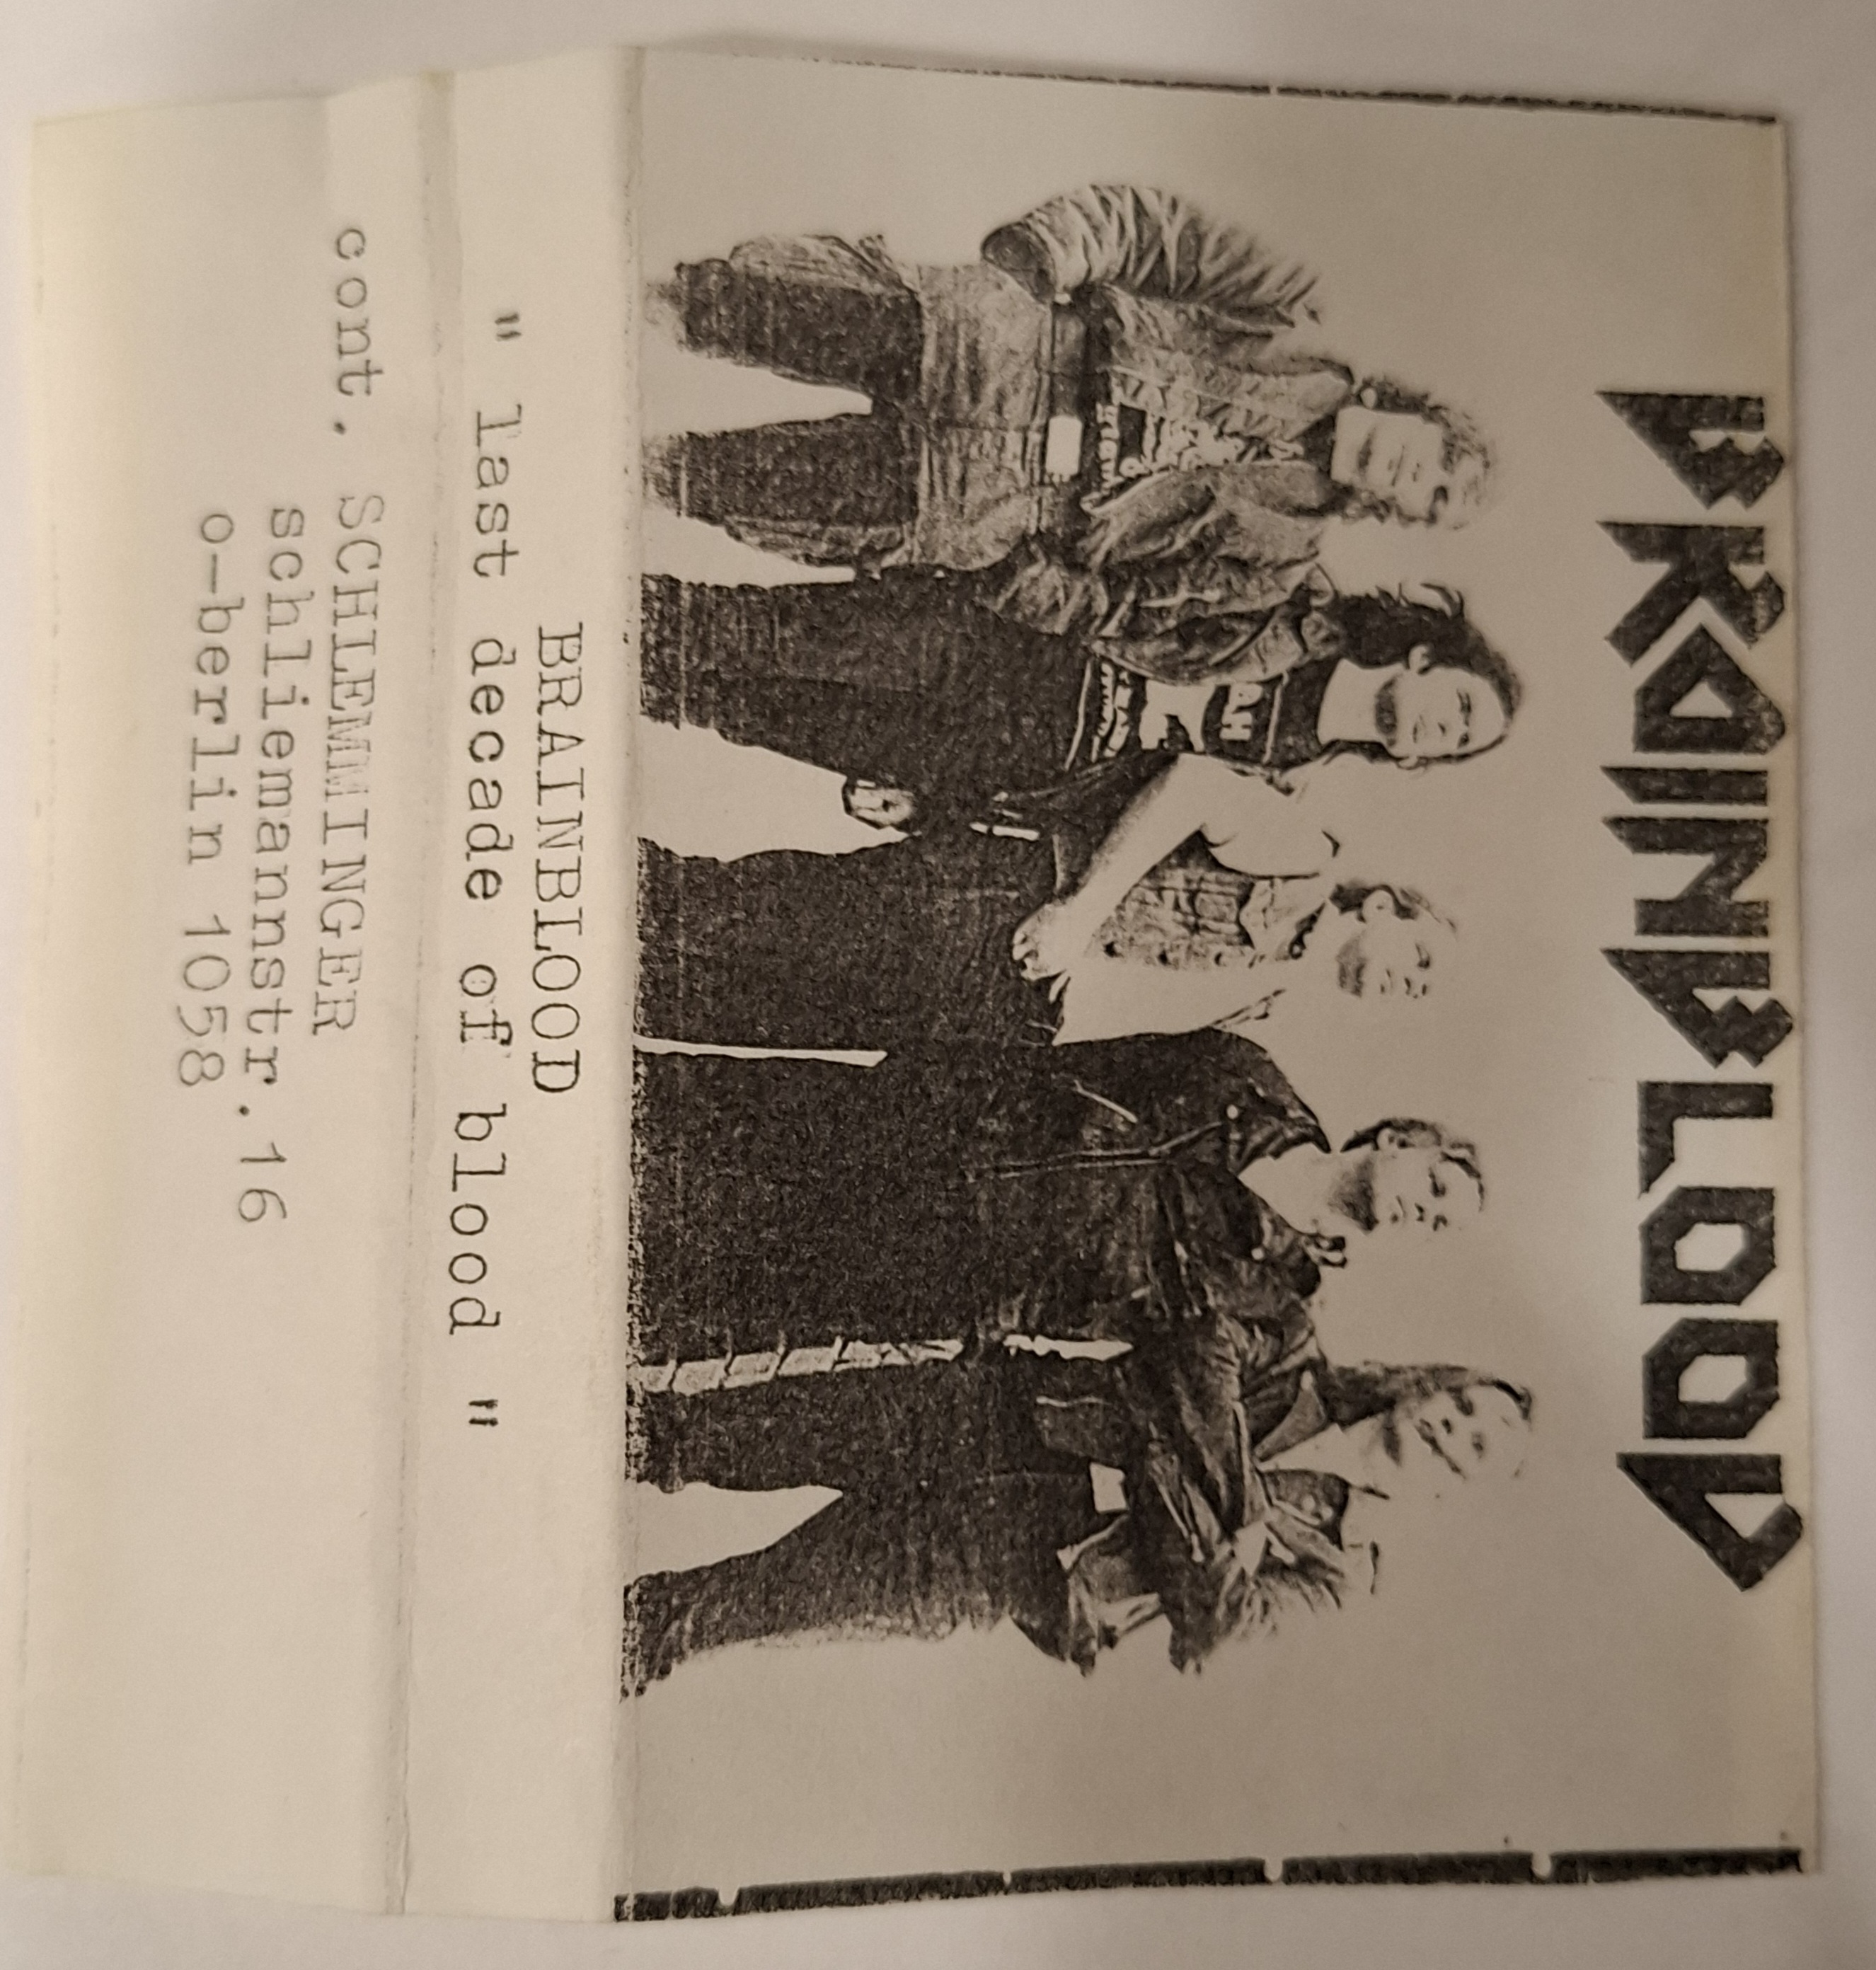 BRAINBLOOD
BRAINBLOOD
" last decade of blood "
cont. SCHLEMMINGER
schliemannstr.16
o-berlin 1058